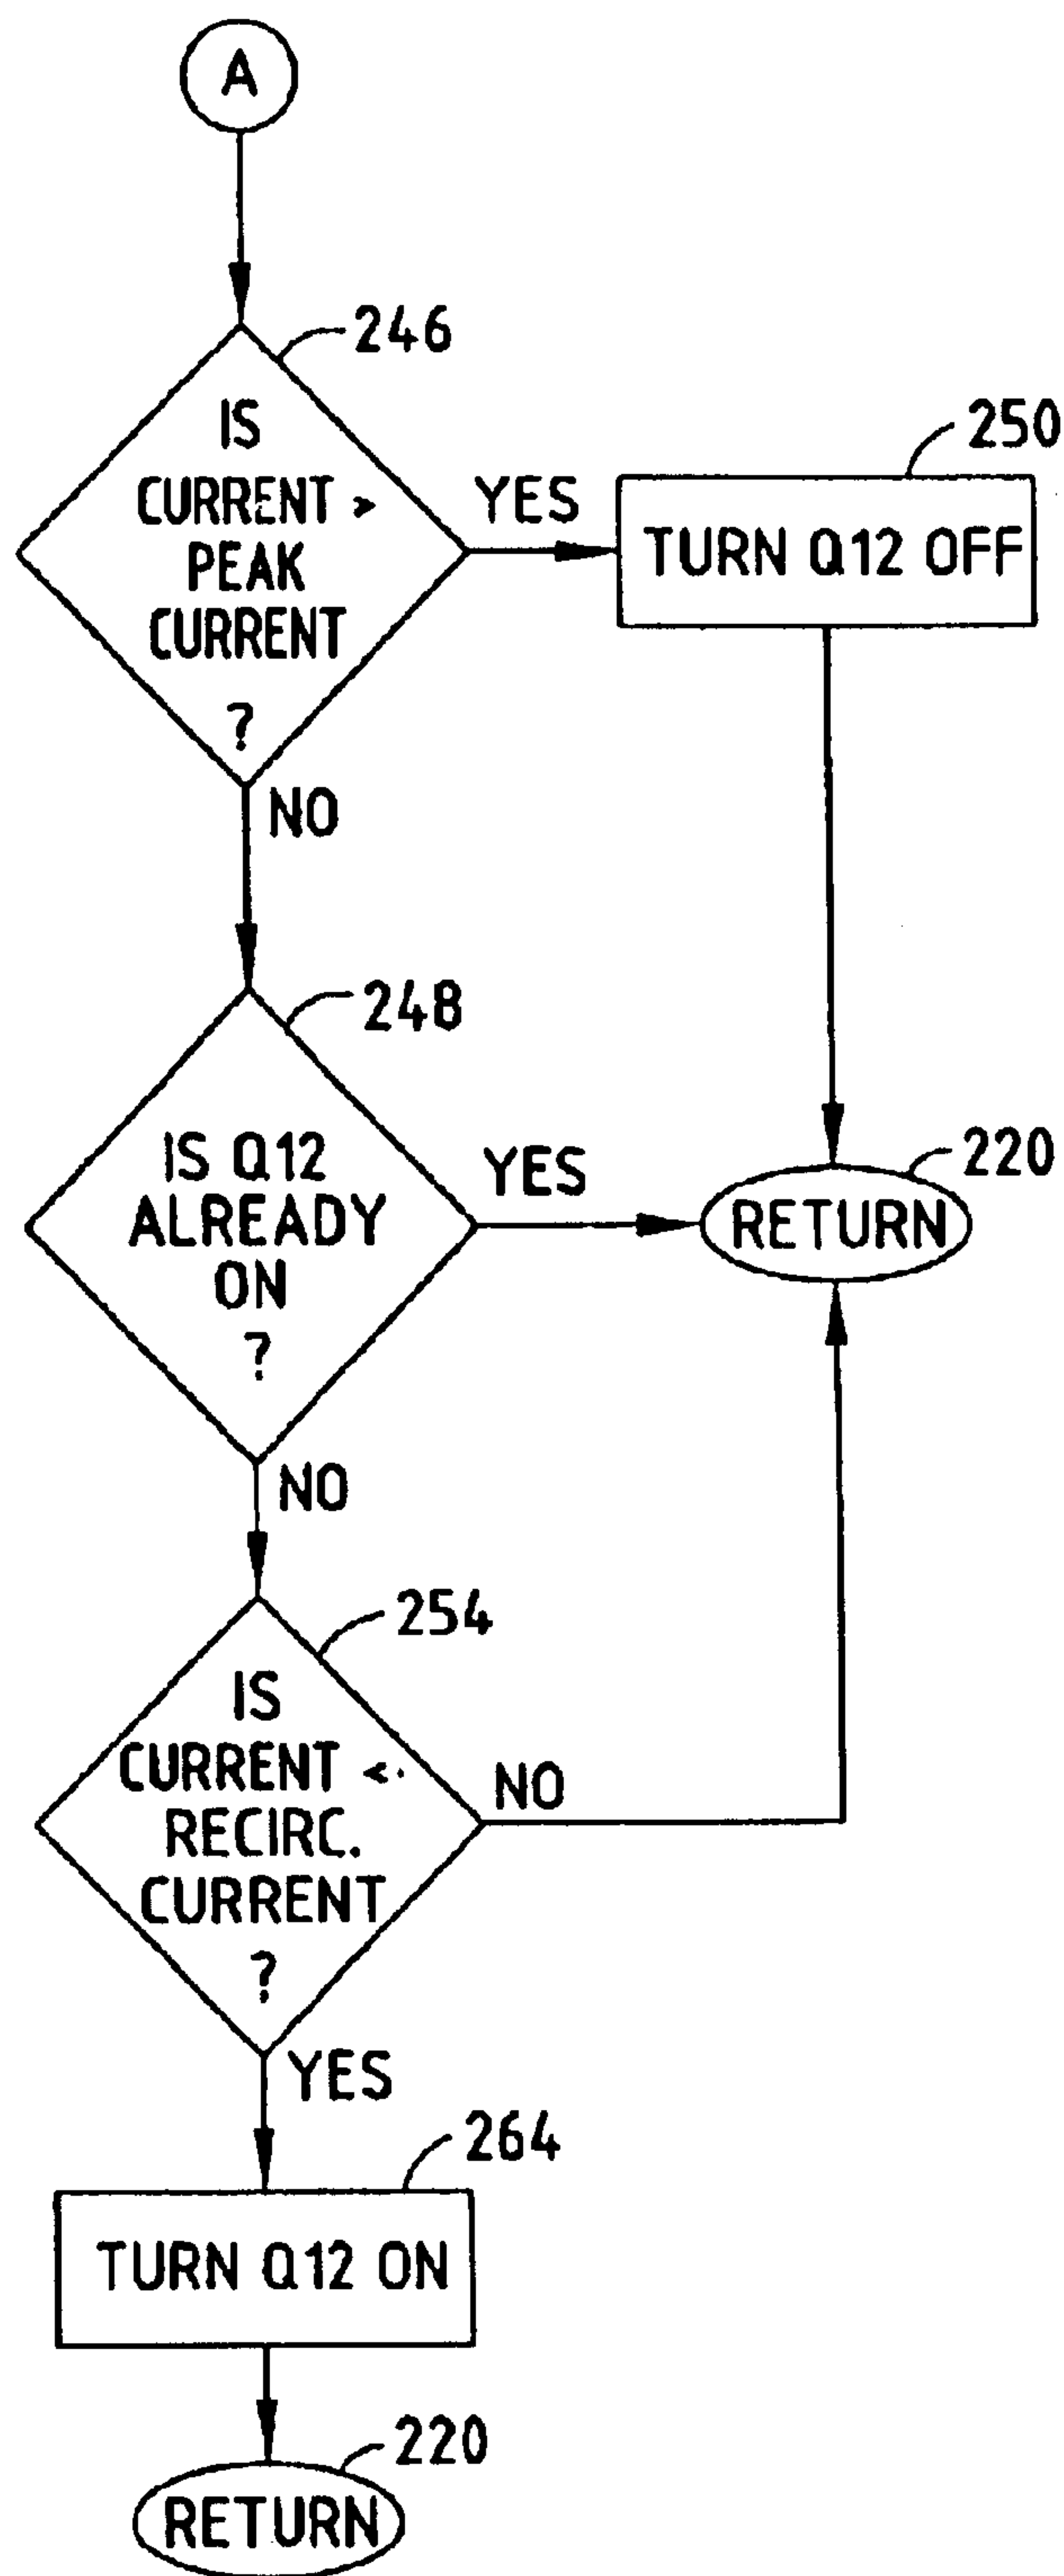 A
246
IS
CURRENT >
PEAK
CURRENT
?
YES
250
TURN Q12 OFF
NO
248
IS Q12
ALREADY
ON
?
YES
220
RETURN
NO
254
IS
CURRENT <
RECIRC.
CURRENT
?
NO
YES
264
TURN Q12 ON
220
RETURN